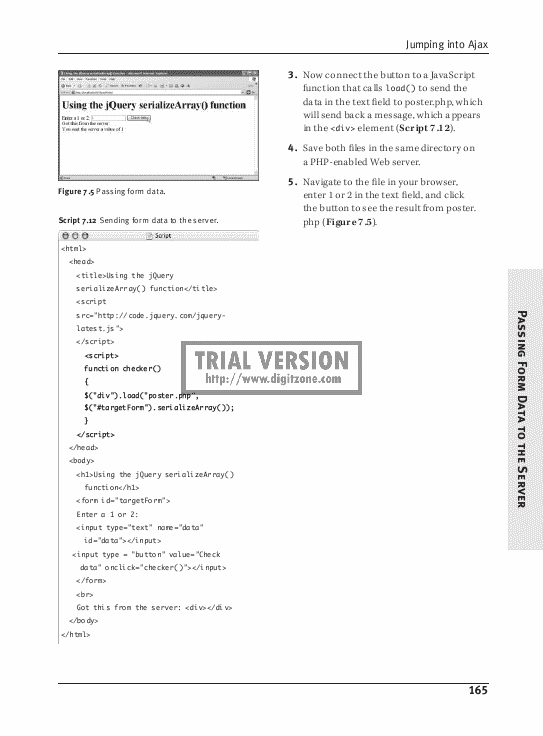 Jumping into Ajax
Using the jQuery serializeArray() function
Enter a 1 or 2:
Got this from the server:
You sent the server a value of 1
Figure 7.5 Passing form data.
Script 7.12 Sending form data to the server.
Script
<html>
<head>
<title>Using the jQuery
serializeArray() function</title>
<script
src="http://code.jquery.com/jquery-
latest.js">
</script>
<script>
function checker()
{
$("div").load("poster.php",
$("#targetForm").serializeArray());
}
</script>
</head>
<body>
<h1>Using the jQuery serializeArray()
function</h1>
<form id="targetForm">
Enter a 1 or 2:
<input type="text" name="data"
id="data"></input>
<input type = "button" value="Check
data" onclick="checker()"></input>
</form>
<br>
Got this from the server: <div></div>
</body>
</html>
3. Now connect the button to a JavaScript
function that calls load() to send the
data in the text field to poster.php, which
will send back a message, which appears
in the <div> element (Script 7.12).
4. Save both files in the same directory on
a PHP-enabled Web server.
5. Navigate to the file in your browser,
enter 1 or 2 in the text field, and click
the button to see the result from poster.
php (Figure 7.5).
TRIAL VERSION
http://www.digitzone.com
Passing Form Data to the Server
165